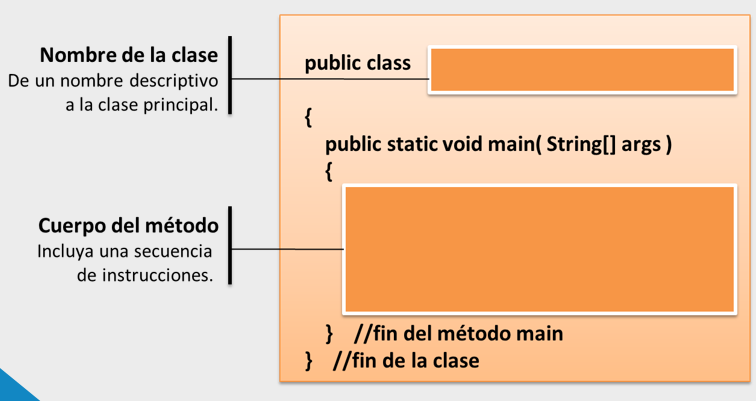 Nombre de la clase
De un nombre descriptivo
a la clase principal.
public class
{
public static void main( String[] args )
{
Cuerpo del método
Incluya una secuencia
de instrucciones.
} //fin del método main
} //fin de la clase